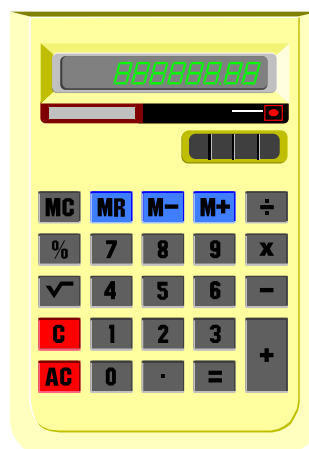 888888.88
MC MR M− M+ ÷
% 7 8 9 x
√ 4 5 6 −
C 1 2 3 +
AC 0 . =